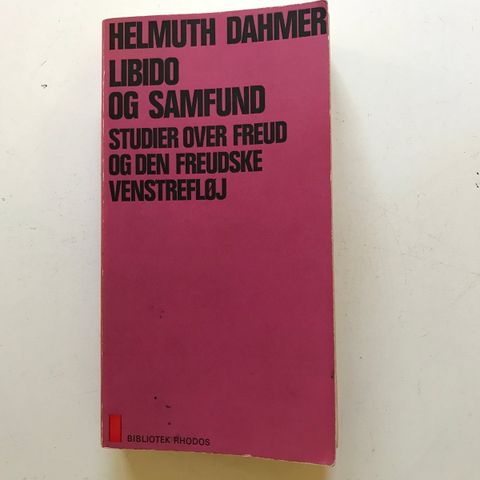 HELMUTH DAHMER
LIBIDO
OG SAMFUND
STUDIER OVER FREUD
OG DEN FREUDSKE
VENSTREFLØJ
BIBLIOTEK RHODOS